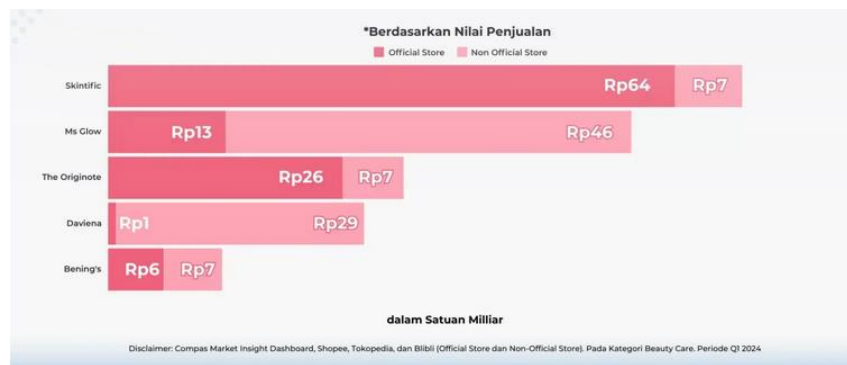 *Berdasarkan Nilai Penjualan
Official Store Non Official Store
Skintific Rp64 Rp7
Ms Glow Rp13 Rp46
The Originote Rp26 Rp7
Daviena Rp1 Rp29
Bening's Rp6 Rp7
dalam Satuan Milliar
Disclaimer: Compas Market Insight Dashboard, Shopee, Tokopedia, dan Blibli (Official Store dan Non-Official Store). Pada Kategori Beauty Care. Periode Q1 2024